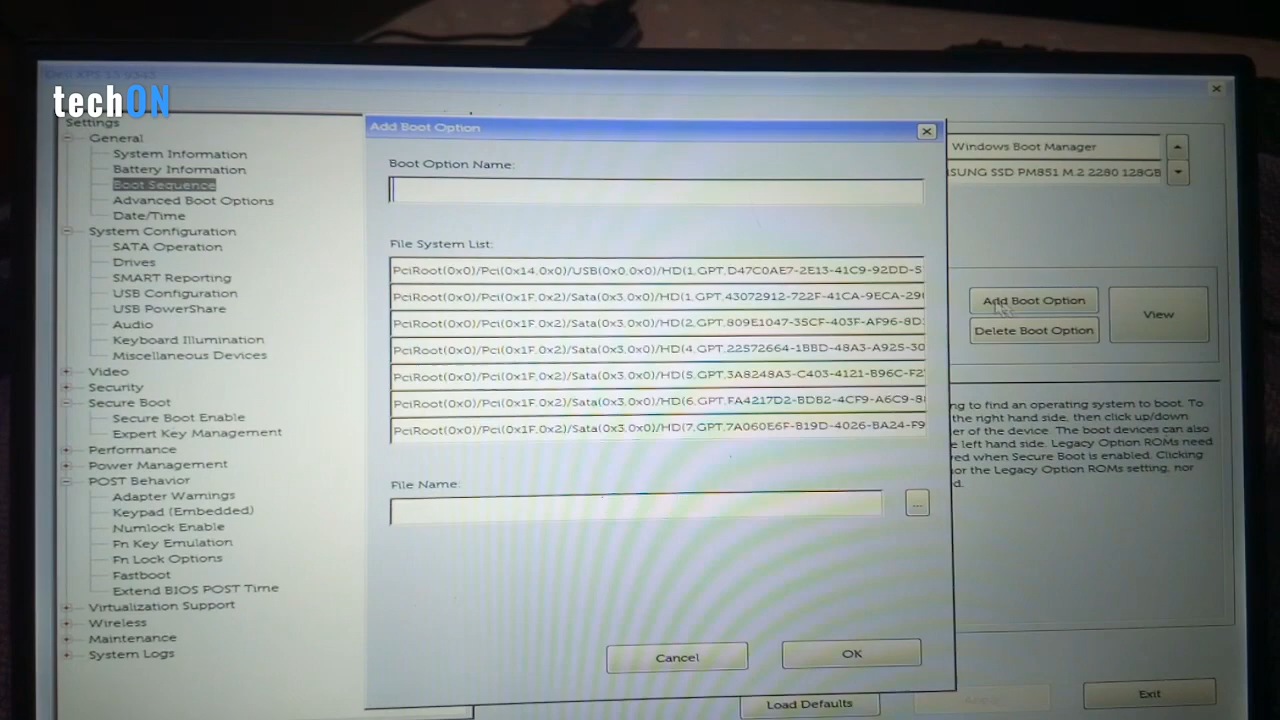 Dell XPS 13 9343
techON
Settings
General
System Information
Battery Information
Boot Sequence
Advanced Boot Options
Date/Time
System Configuration
SATA Operation
Drives
SMART Reporting
USB Configuration
USB PowerShare
Audio
Keyboard Illumination
Miscellaneous Devices
Video
Security
Secure Boot
Secure Boot Enable
Expert Key Management
Performance
Power Management
POST Behavior
Adapter Warnings
Keypad (Embedded)
Numlock Enable
Fn Key Emulation
Fn Lock Options
Fastboot
Extend BIOS POST Time
Virtualization Support
Wireless
Maintenance
System Logs
Add Boot Option
Boot Option Name:
File System List:
PciRoot(0x0)/Pci(0x14,0x0)/USB(0x0,0x0)/HD(1,GPT,D47C0AE7-2E13-41C9-92DD-5
PciRoot(0x0)/Pci(0x1F,0x2)/Sata(0x3,0x0)/HD(1,GPT,43072912-722F-41CA-9ECA-29
PciRoot(0x0)/Pci(0x1F,0x2)/Sata(0x3,0x0)/HD(2,GPT,809E1047-35CF-403F-AF96-8D
PciRoot(0x0)/Pci(0x1F,0x2)/Sata(0x3,0x0)/HD(4,GPT,22572664-1BBD-48A3-A925-30
PciRoot(0x0)/Pci(0x1F,0x2)/Sata(0x3,0x0)/HD(5,GPT,3A8248A3-C403-4121-B96C-F2
PciRoot(0x0)/Pci(0x1F,0x2)/Sata(0x3,0x0)/HD(6,GPT,FA4217D2-BDB2-4CF9-A6C9-8
PciRoot(0x0)/Pci(0x1F,0x2)/Sata(0x3,0x0)/HD(7,GPT,7A060E6F-819D-4026-BA24-F9
File Name:
...
Cancel
OK
Windows Boot Manager
SUNG SSD PM851 M.2 2280 128GB
Add Boot Option
Delete Boot Option
View
ng to find an operating system to boot. To
the right hand side, then click up/down
er of the device. The boot devices can also
e left hand side. Legacy Option ROMs need
ed when Secure Boot is enabled. Clicking
or the Legacy Option ROMs setting, nor
d.
Load Defaults
Apply
Exit